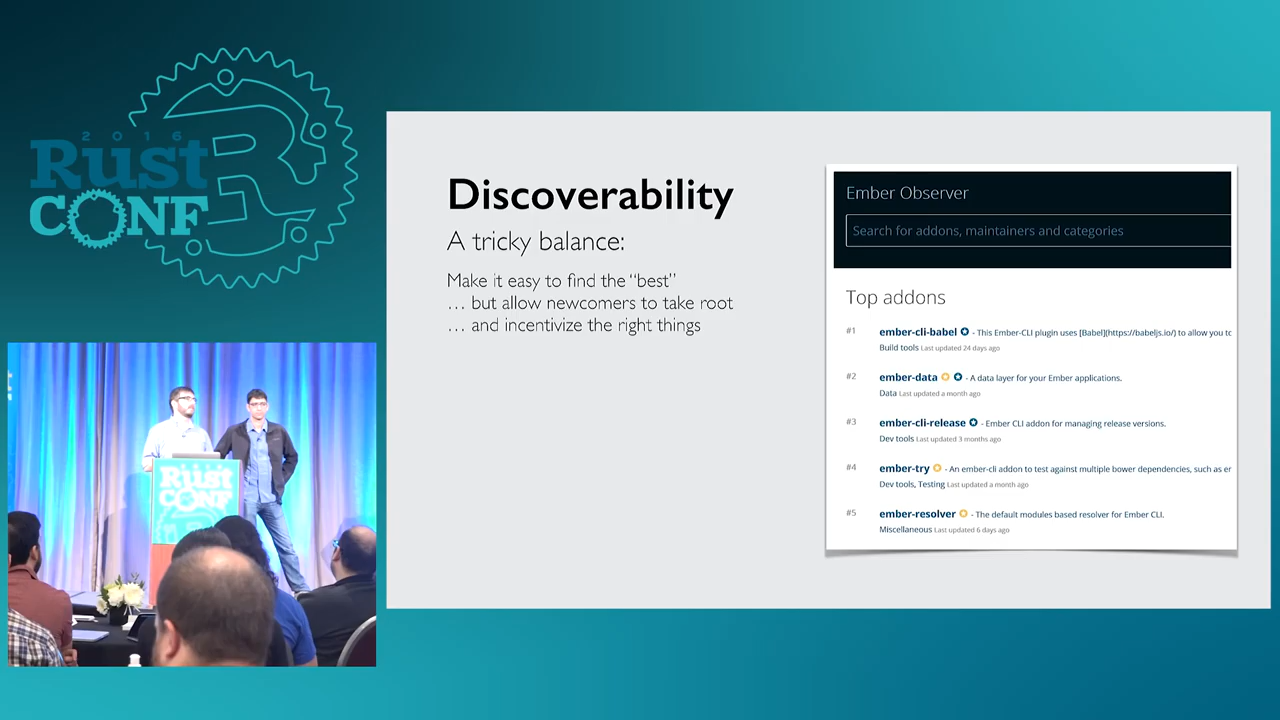 2016
Rust
CONF
Discoverability
A tricky balance:
Make it easy to find the “best”
… but allow newcomers to take root
… and incentivize the right things
Ember Observer
Search for addons, maintainers and categories
Top addons
#1 ember-cli-babel - This Ember-CLI plugin uses [Babel](https://babeljs.io/) to allow you to
Build tools Last updated 24 days ago
#2 ember-data - A data layer for your Ember applications.
Data Last updated a month ago
#3 ember-cli-release - Ember CLI addon for managing release versions.
Dev tools Last updated 3 months ago
#4 ember-try - An ember-cli addon to test against multiple bower dependencies, such as er
Dev tools, Testing Last updated a month ago
#5 ember-resolver - The default modules based resolver for Ember CLI.
Miscellaneous Last updated 6 days ago
RUST
CONF